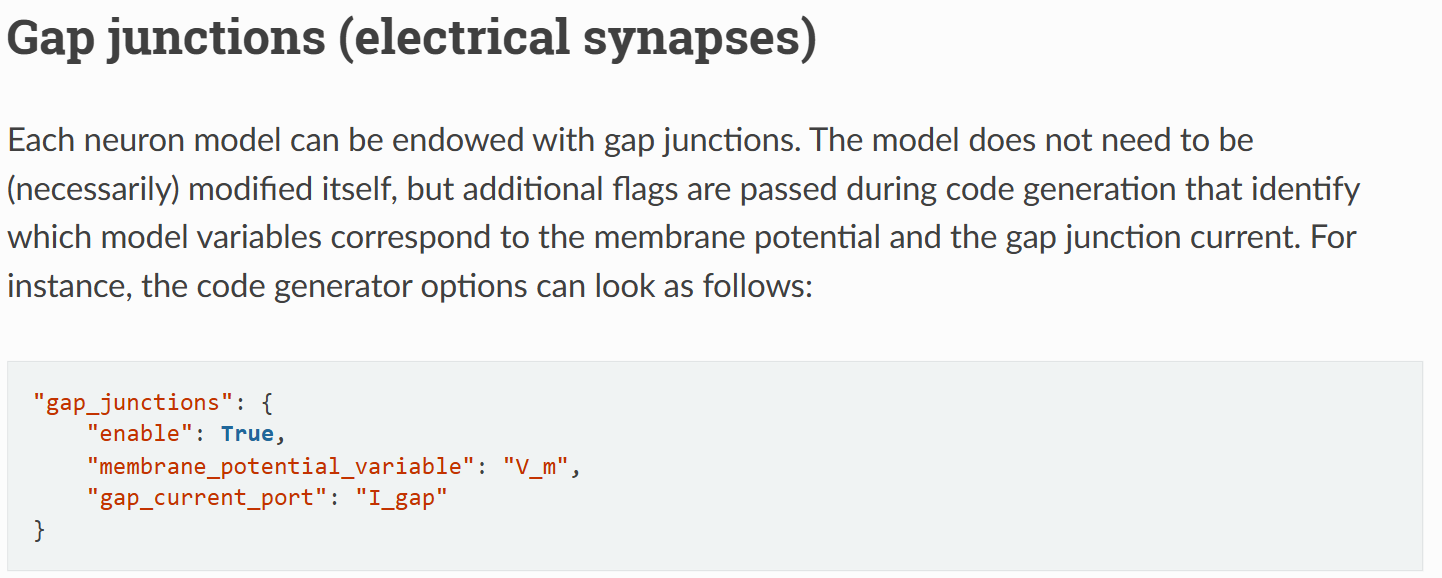 Gap junctions (electrical synapses)
Each neuron model can be endowed with gap junctions. The model does not need to be
(necessarily) modified itself, but additional flags are passed during code generation that identify
which model variables correspond to the membrane potential and the gap junction current. For
instance, the code generator options can look as follows:
"gap_junctions": {
    "enable": True,
    "membrane_potential_variable": "V_m",
    "gap_current_port": "I_gap"
}